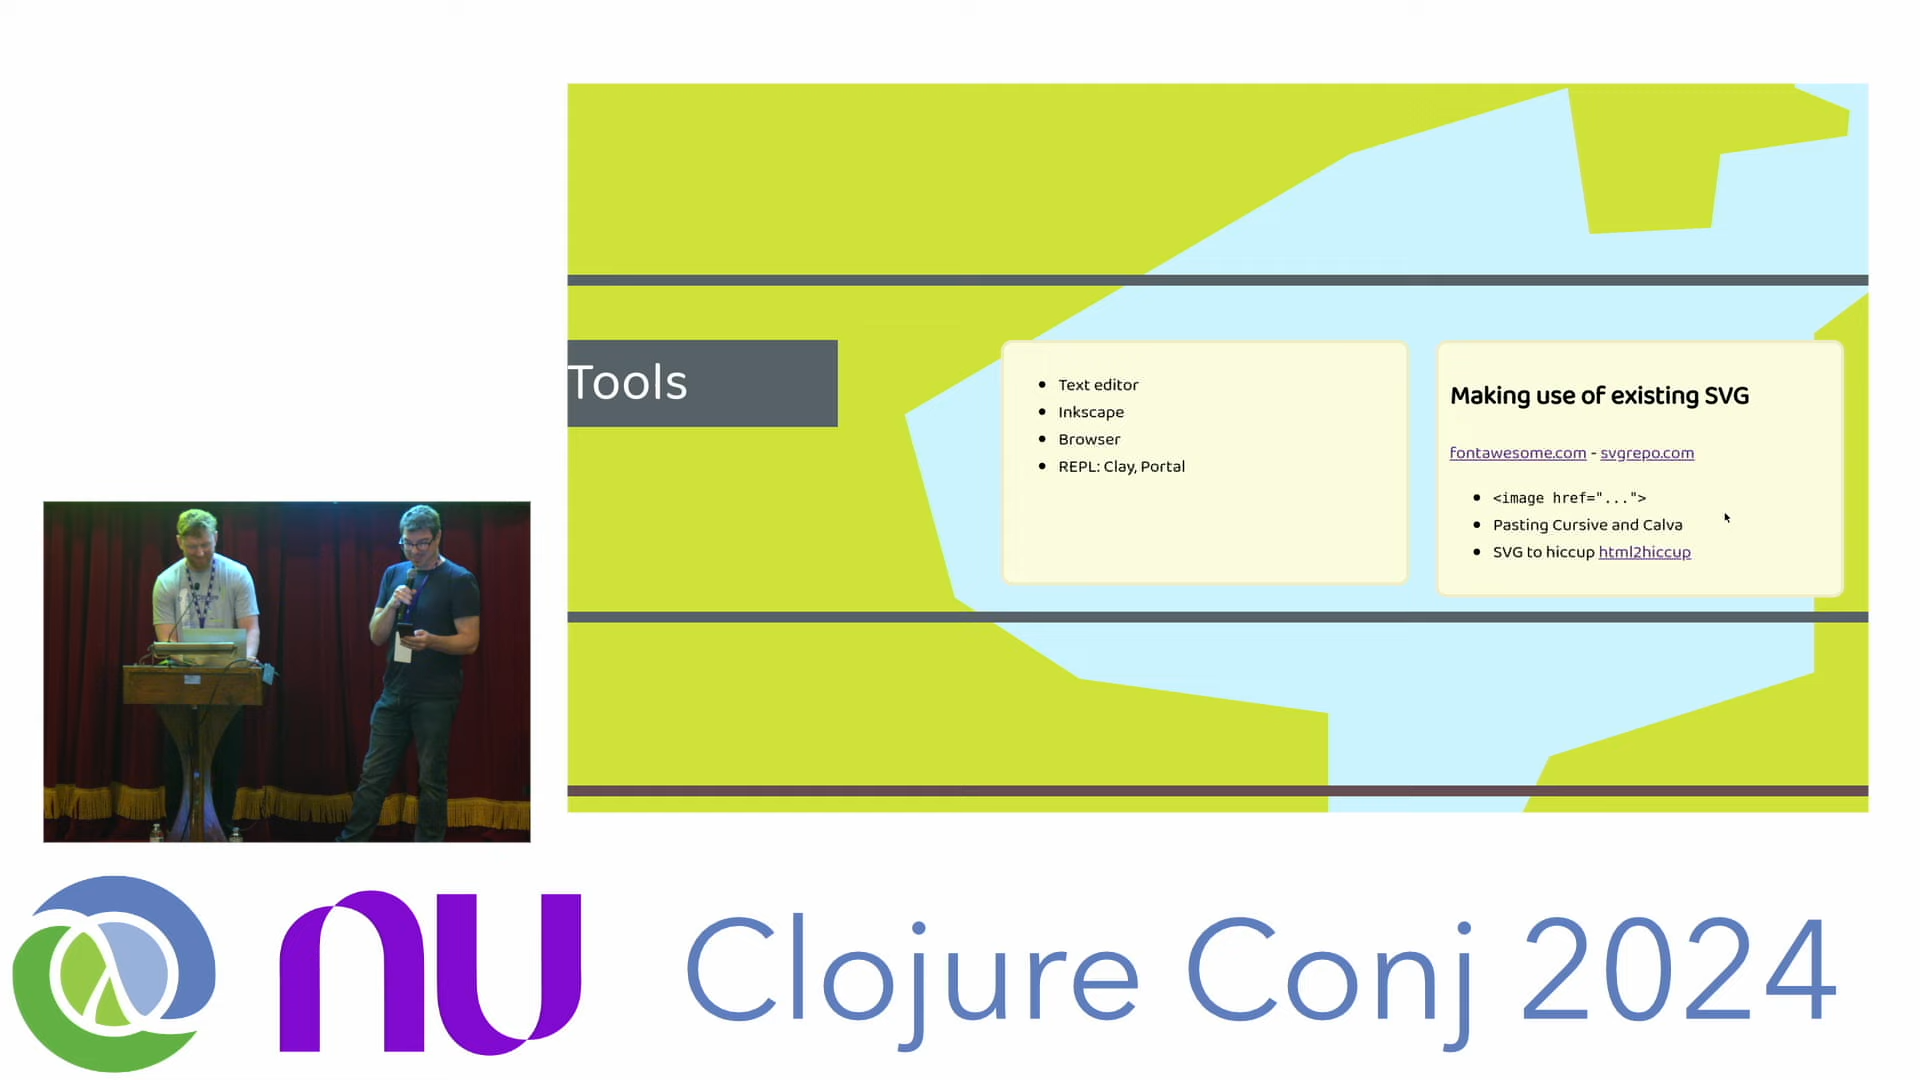 Tools
Text editor
Inkscape
Browser
REPL: Clay, Portal
Making use of existing SVG
fontawesome.com - svgrepo.com
<image href="...">
Pasting Cursive and Calva
SVG to hiccup html2hiccup
nu
Clojure Conj 2024